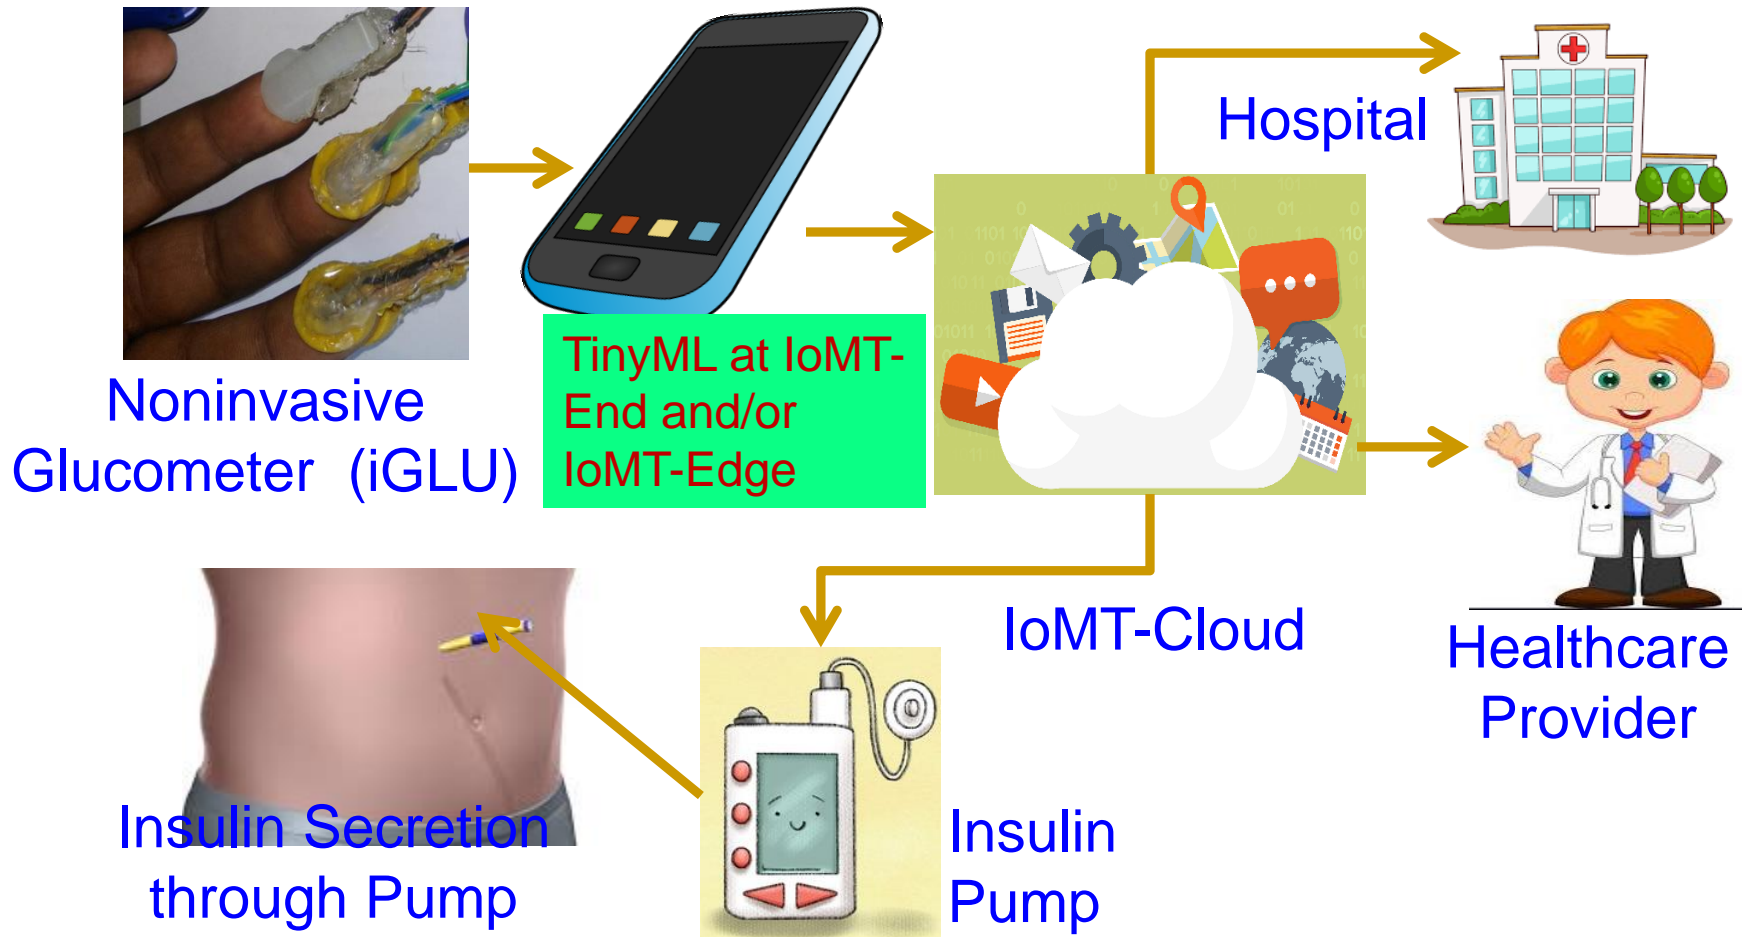 Hospital
TinyML at IoMT-
End and/or
IoMT-Edge
Noninvasive
Glucometer (iGLU)
IoMT-Cloud
Healthcare
Provider
Insulin Secretion
through Pump
Insulin
Pump